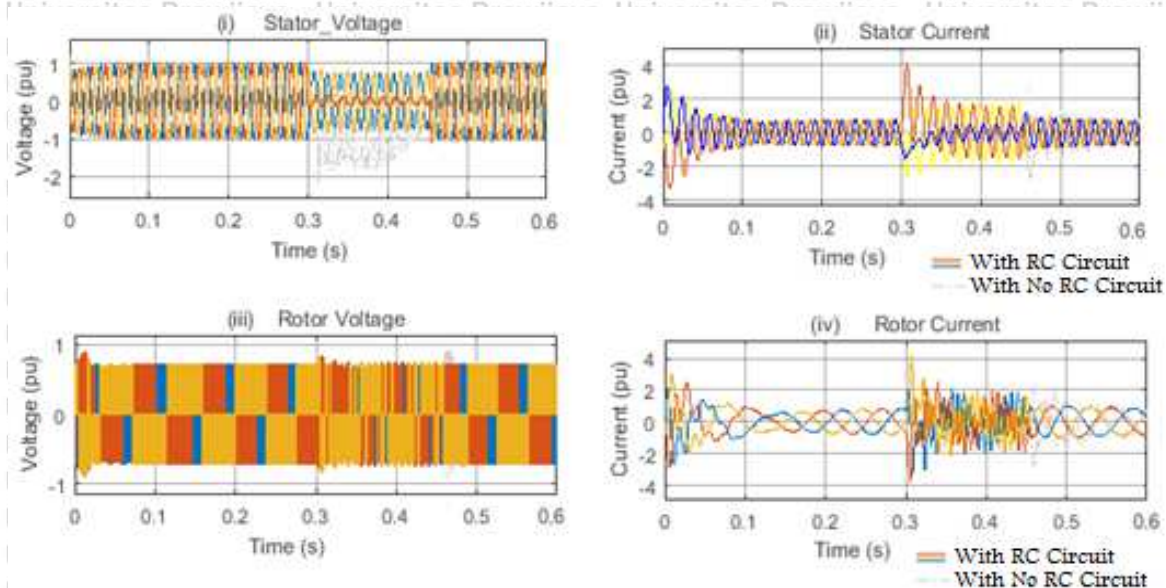 (i) Stator_Voltage
Voltage (pu)
1
0
-1
-2
0 0.1 0.2 0.3 0.4 0.5 0.6
Time (s)
(ii) Stator Current
Current (pu)
4
2
0
-2
-4
0 0.1 0.2 0.3 0.4 0.5 0.6
Time (s)
With RC Circuit
With No RC Circuit
(iii) Rotor Voltage
Voltage (pu)
1
0
-1
0 0.1 0.2 0.3 0.4 0.5 0.6
Time (s)
(iv) Rotor Current
Current (pu)
4
2
0
-2
-4
0 0.1 0.2 0.3 0.4 0.5 0.6
Time (s)
With RC Circuit
With No RC Circuit